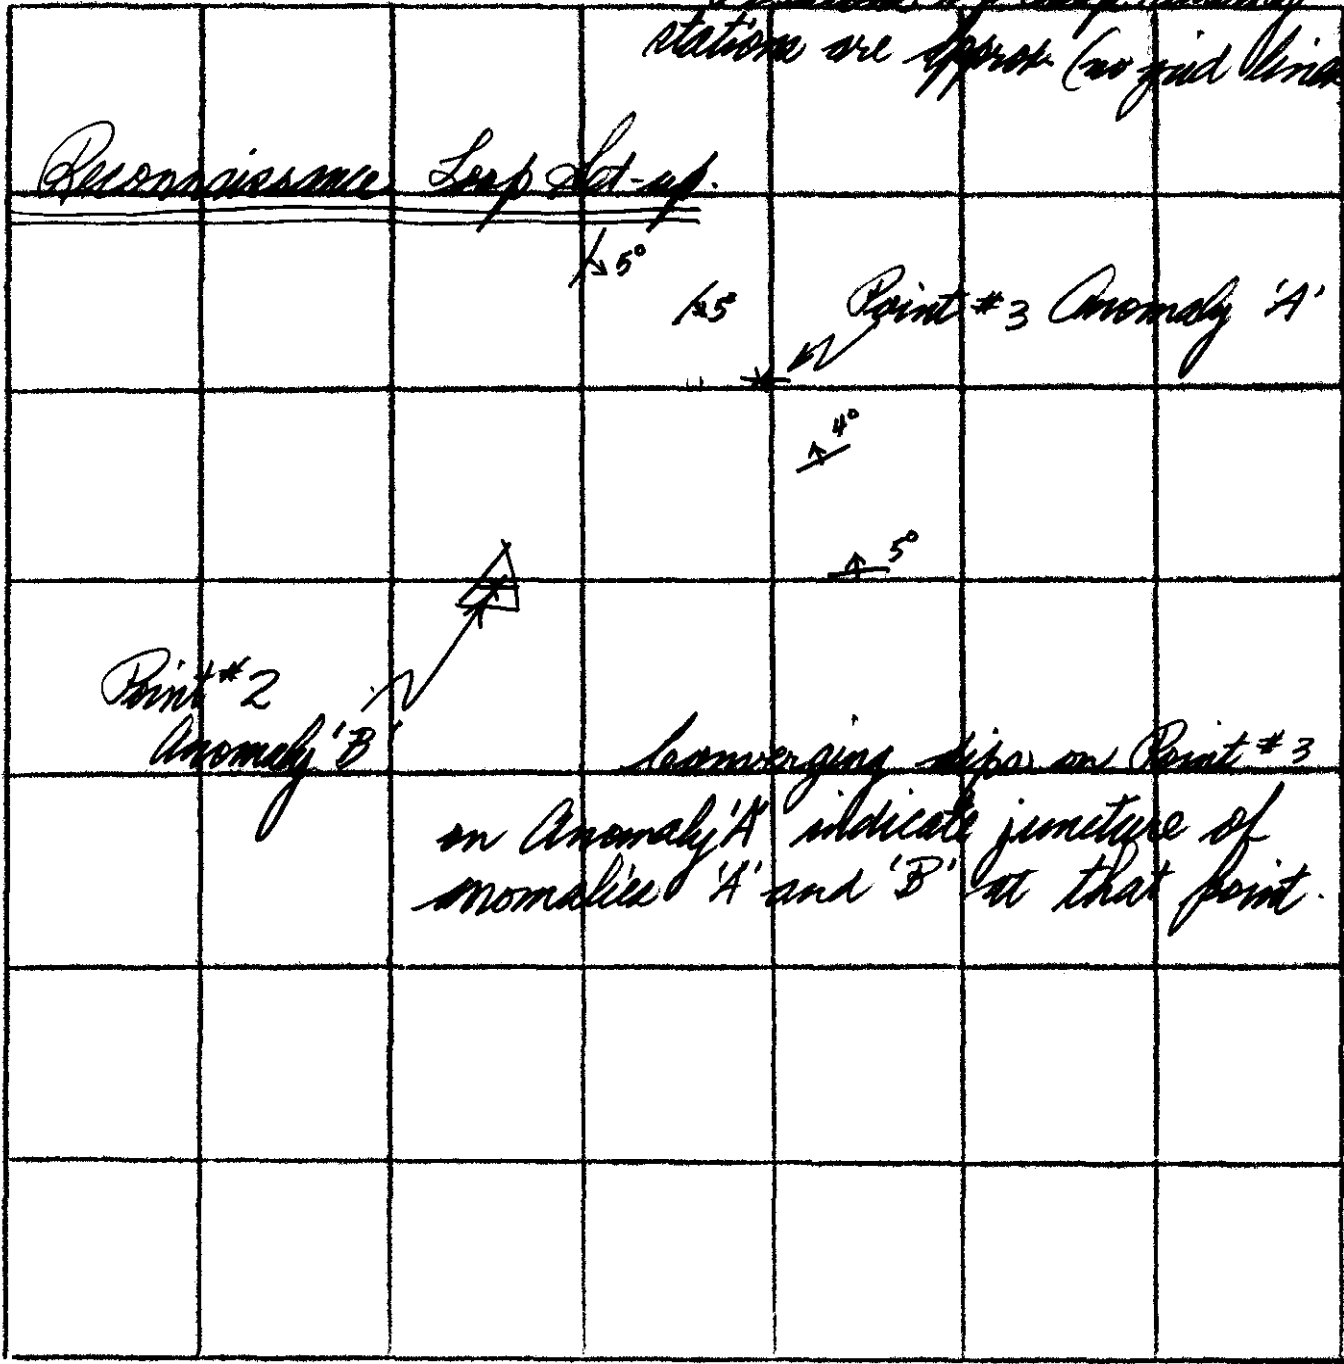 stations are approx (no grid lines
Reconnaissance Loop Set-up.
5°
5°
Point #3 Anomaly 'A'
4°
5°
Point #2
Anomaly 'B'
Converging dips on Point #3
on Anomaly 'A' indicate juncture of
anomalies 'A' and 'B' at that point.